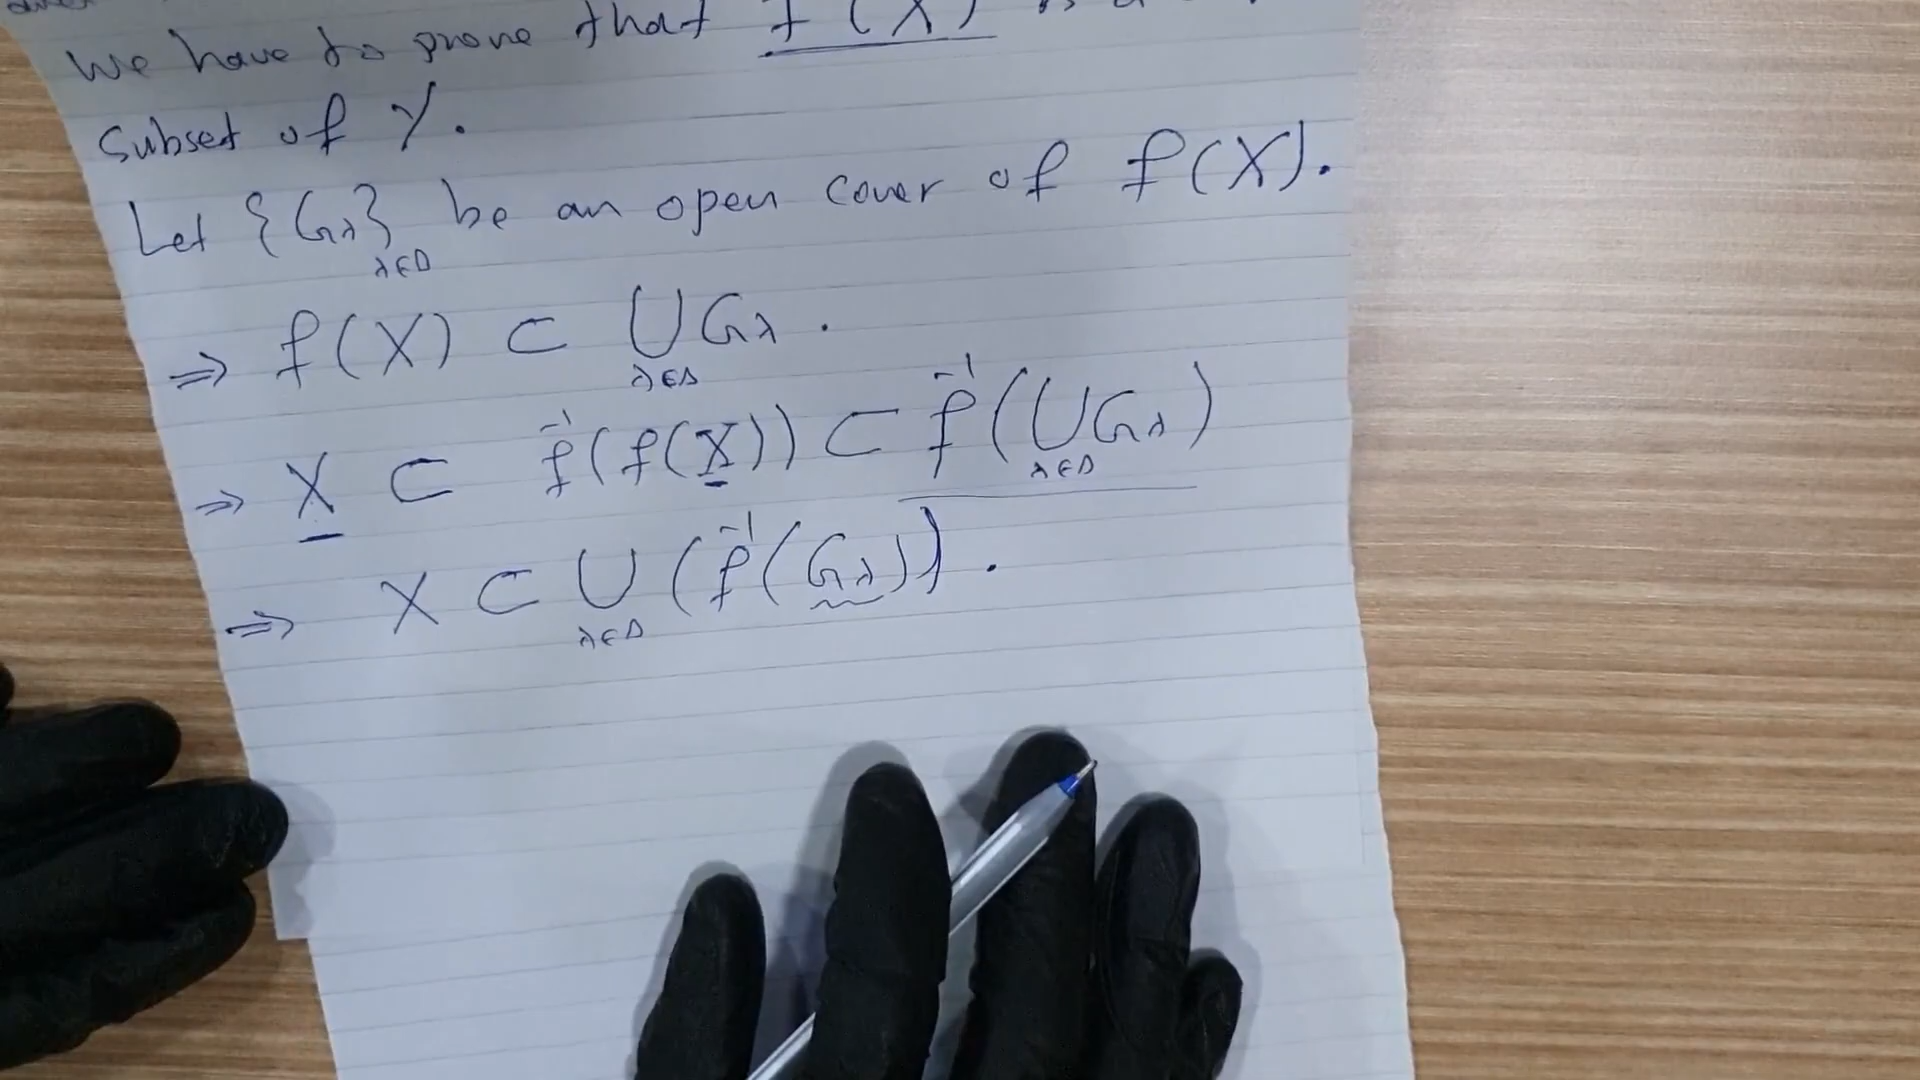 We have to prove that f(X) is a
subset of Y.
Let {Gλ}λ∈Δ be an open cover of f(X).
⇒ f(X) ⊂ ∪λ∈Δ Gλ.
⇒ X ⊂ f⁻¹(f(X)) ⊂ f⁻¹(∪λ∈Δ Gλ)
⇒ X ⊂ ∪λ∈Δ (f⁻¹(Gλ)).